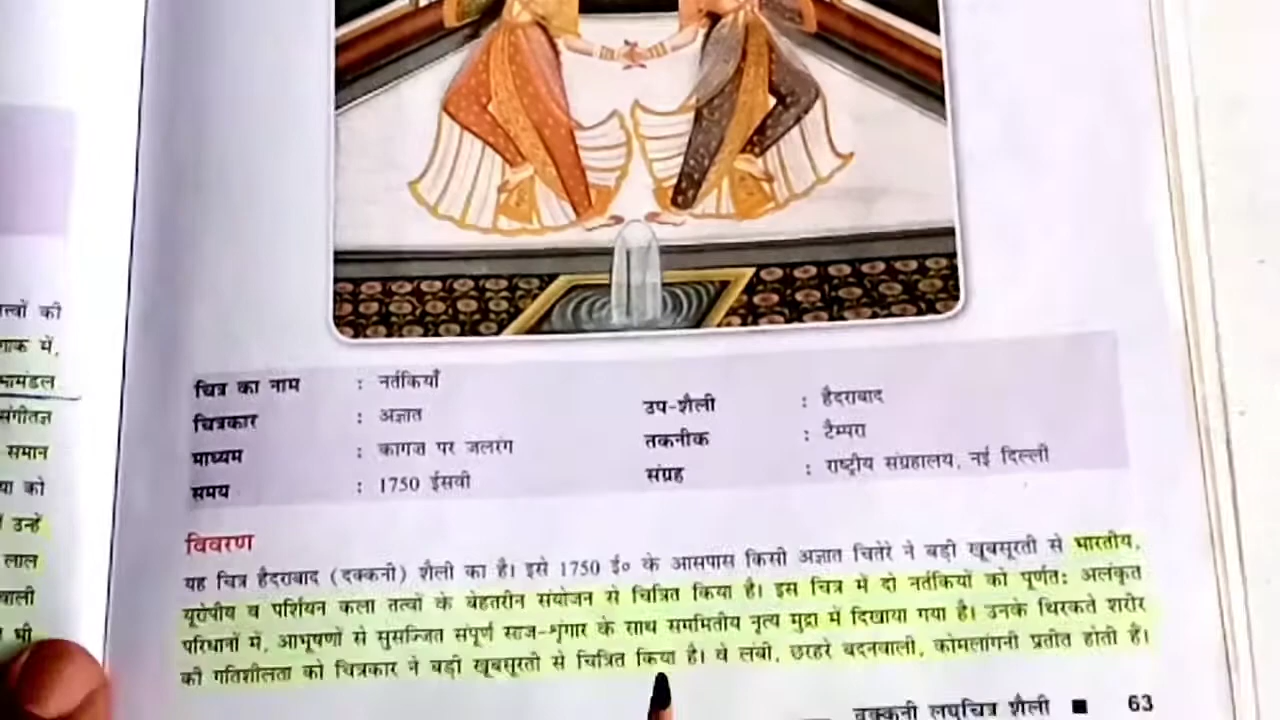 त्त्वों की
में,
संगीतज्ञ
समान
या को
उन्हें
लाल
वाली
भी
चित्र का नाम : नर्तकियाँ
चित्रकार : अज्ञात
माध्यम : कागज पर जलरंग
समय : 1750 ईसवी
उप-शैली : हैदराबाद
तकनीक : टैम्परा
संग्रह : राष्ट्रीय संग्रहालय, नई दिल्ली
विवरण
यह चित्र हैदराबाद (दक्कनी) शैली का है। इसे 1750 ई० के आसपास किसी अज्ञात चितेरे ने बड़ी खूबसूरती से भारतीय,
यूरोपीय व पर्शियन कला तत्वों के बेहतरीन संयोजन से चित्रित किया है। इस चित्र में दो नर्तकियों को पूर्णतः अलंकृत
परिधानों में, आभूषणों से सुसज्जित संपूर्ण साज-शृंगार के साथ सममितीय नृत्य मुद्रा में दिखाया गया है। उनके थिरकते शरीर
की गतिशीलता को चित्रकार ने बड़ी खूबसूरती से चित्रित किया है। वे लंबी, छरहरे बदनवाली, कोमलांगनी प्रतीत होती हैं।
दक्कनी लघुचित्र शैली ■ 63